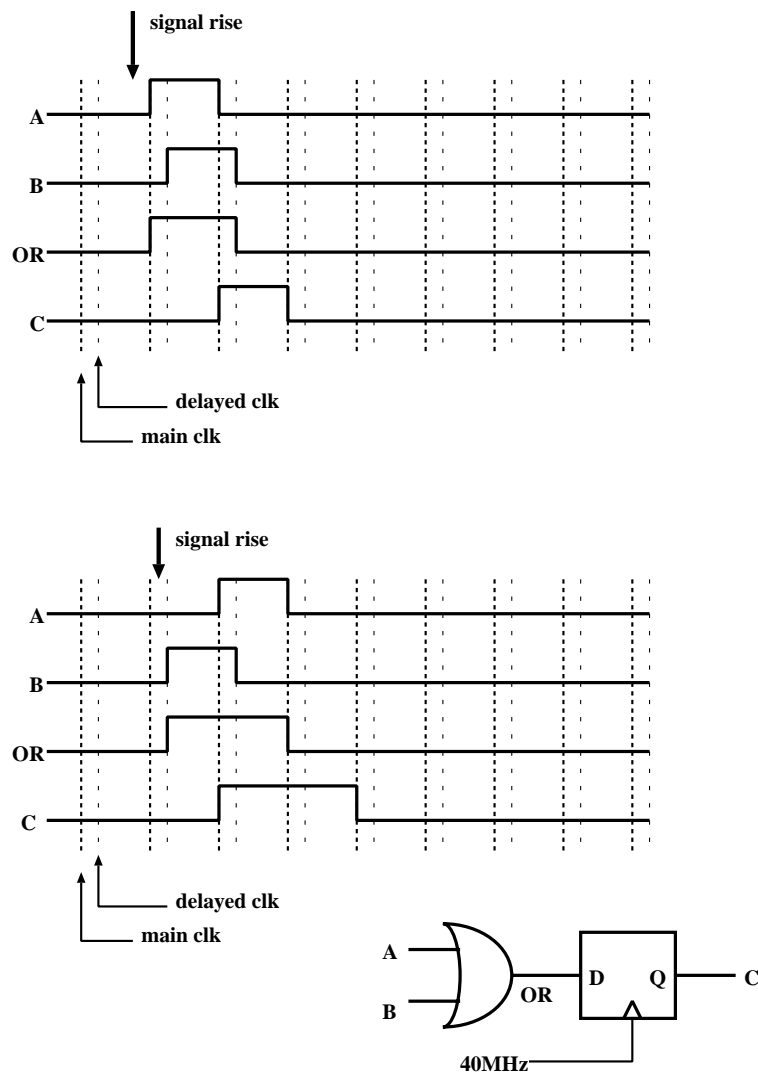 signal rise
A
B
OR
C
delayed clk
main clk
signal rise
A
B
OR
C
delayed clk
main clk
A
B
OR
D Q
C
40MHz